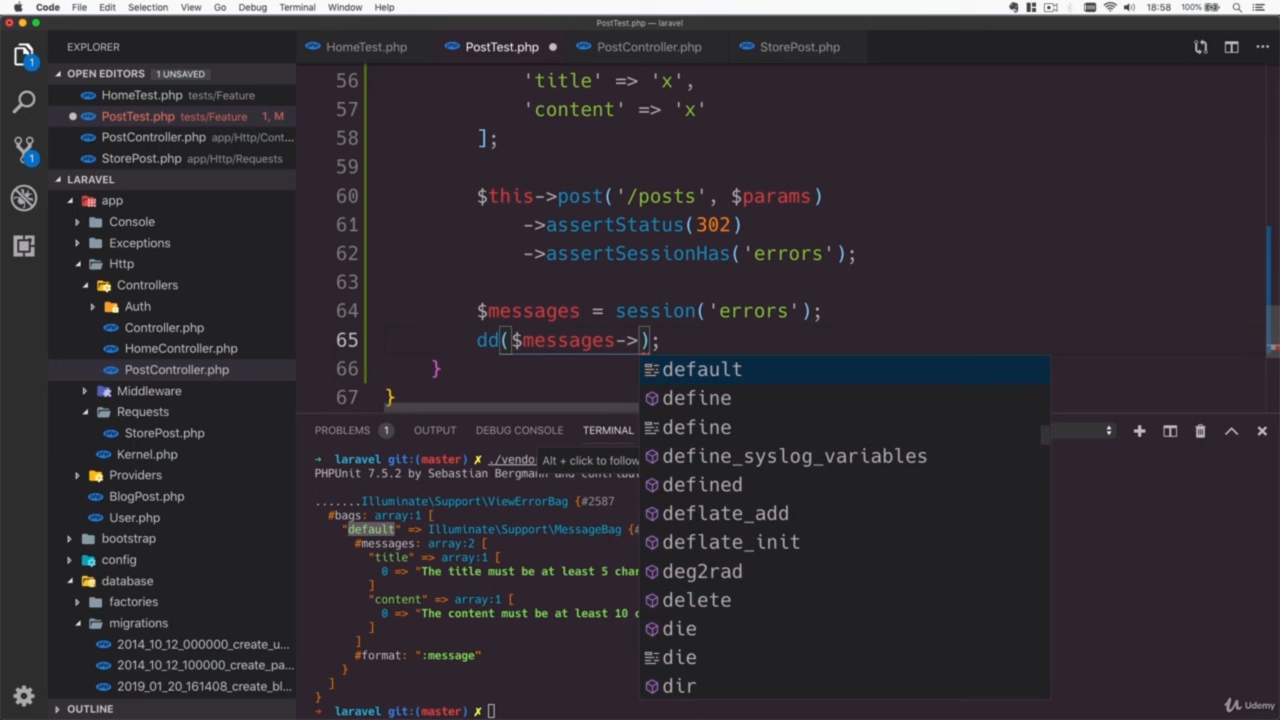 Code File Edit Selection View Go Debug Terminal Window Help 18:58 100%
PostTest.php — laravel
EXPLORER
HomeTest.php PostTest.php PostController.php StorePost.php
OPEN EDITORS 1 UNSAVED
HomeTest.php tests/Feature
PostTest.php tests/Feature 1, M
PostController.php app/Http/Cont...
StorePost.php app/Http/Requests
LARAVEL
app
Console
Exceptions
Http
Controllers
Auth
Controller.php
HomeController.php
PostController.php
Middleware
Requests
StorePost.php
Kernel.php
Providers
BlogPost.php
User.php
bootstrap
config
database
factories
migrations
2014_10_12_000000_create_u...
2014_10_12_100000_create_pa...
2019_01_20_161408_create_bl...
OUTLINE
1
1
56 'title' => 'x',
57 'content' => 'x'
58 ];
59
60 $this->post('/posts', $params)
61 ->assertStatus(302)
62 ->assertSessionHas('errors');
63
64 $messages = session('errors');
65 dd($messages->);
66 }
67 }
default
define
define
define_syslog_variables
defined
deflate_add
deflate_init
deg2rad
delete
die
die
dir
PROBLEMS 1 OUTPUT DEBUG CONSOLE TERMINAL
➜ laravel git:(master) ✗ ./vendo
Alt + click to follow
PHPUnit 7.5.2 by Sebastian Bergmann and contribut
.......Illuminate\Support\ViewErrorBag {#2587
#bags: array:1 [
"default" => Illuminate\Support\MessageBag {#
#messages: array:2 [
"title" => array:1 [
0 => "The title must be at least 5 char
]
"content" => array:1 [
0 => "The content must be at least 10 c
]
]
#format: ":message"
}
]
}
➜ laravel git:(master) ✗
Udemy